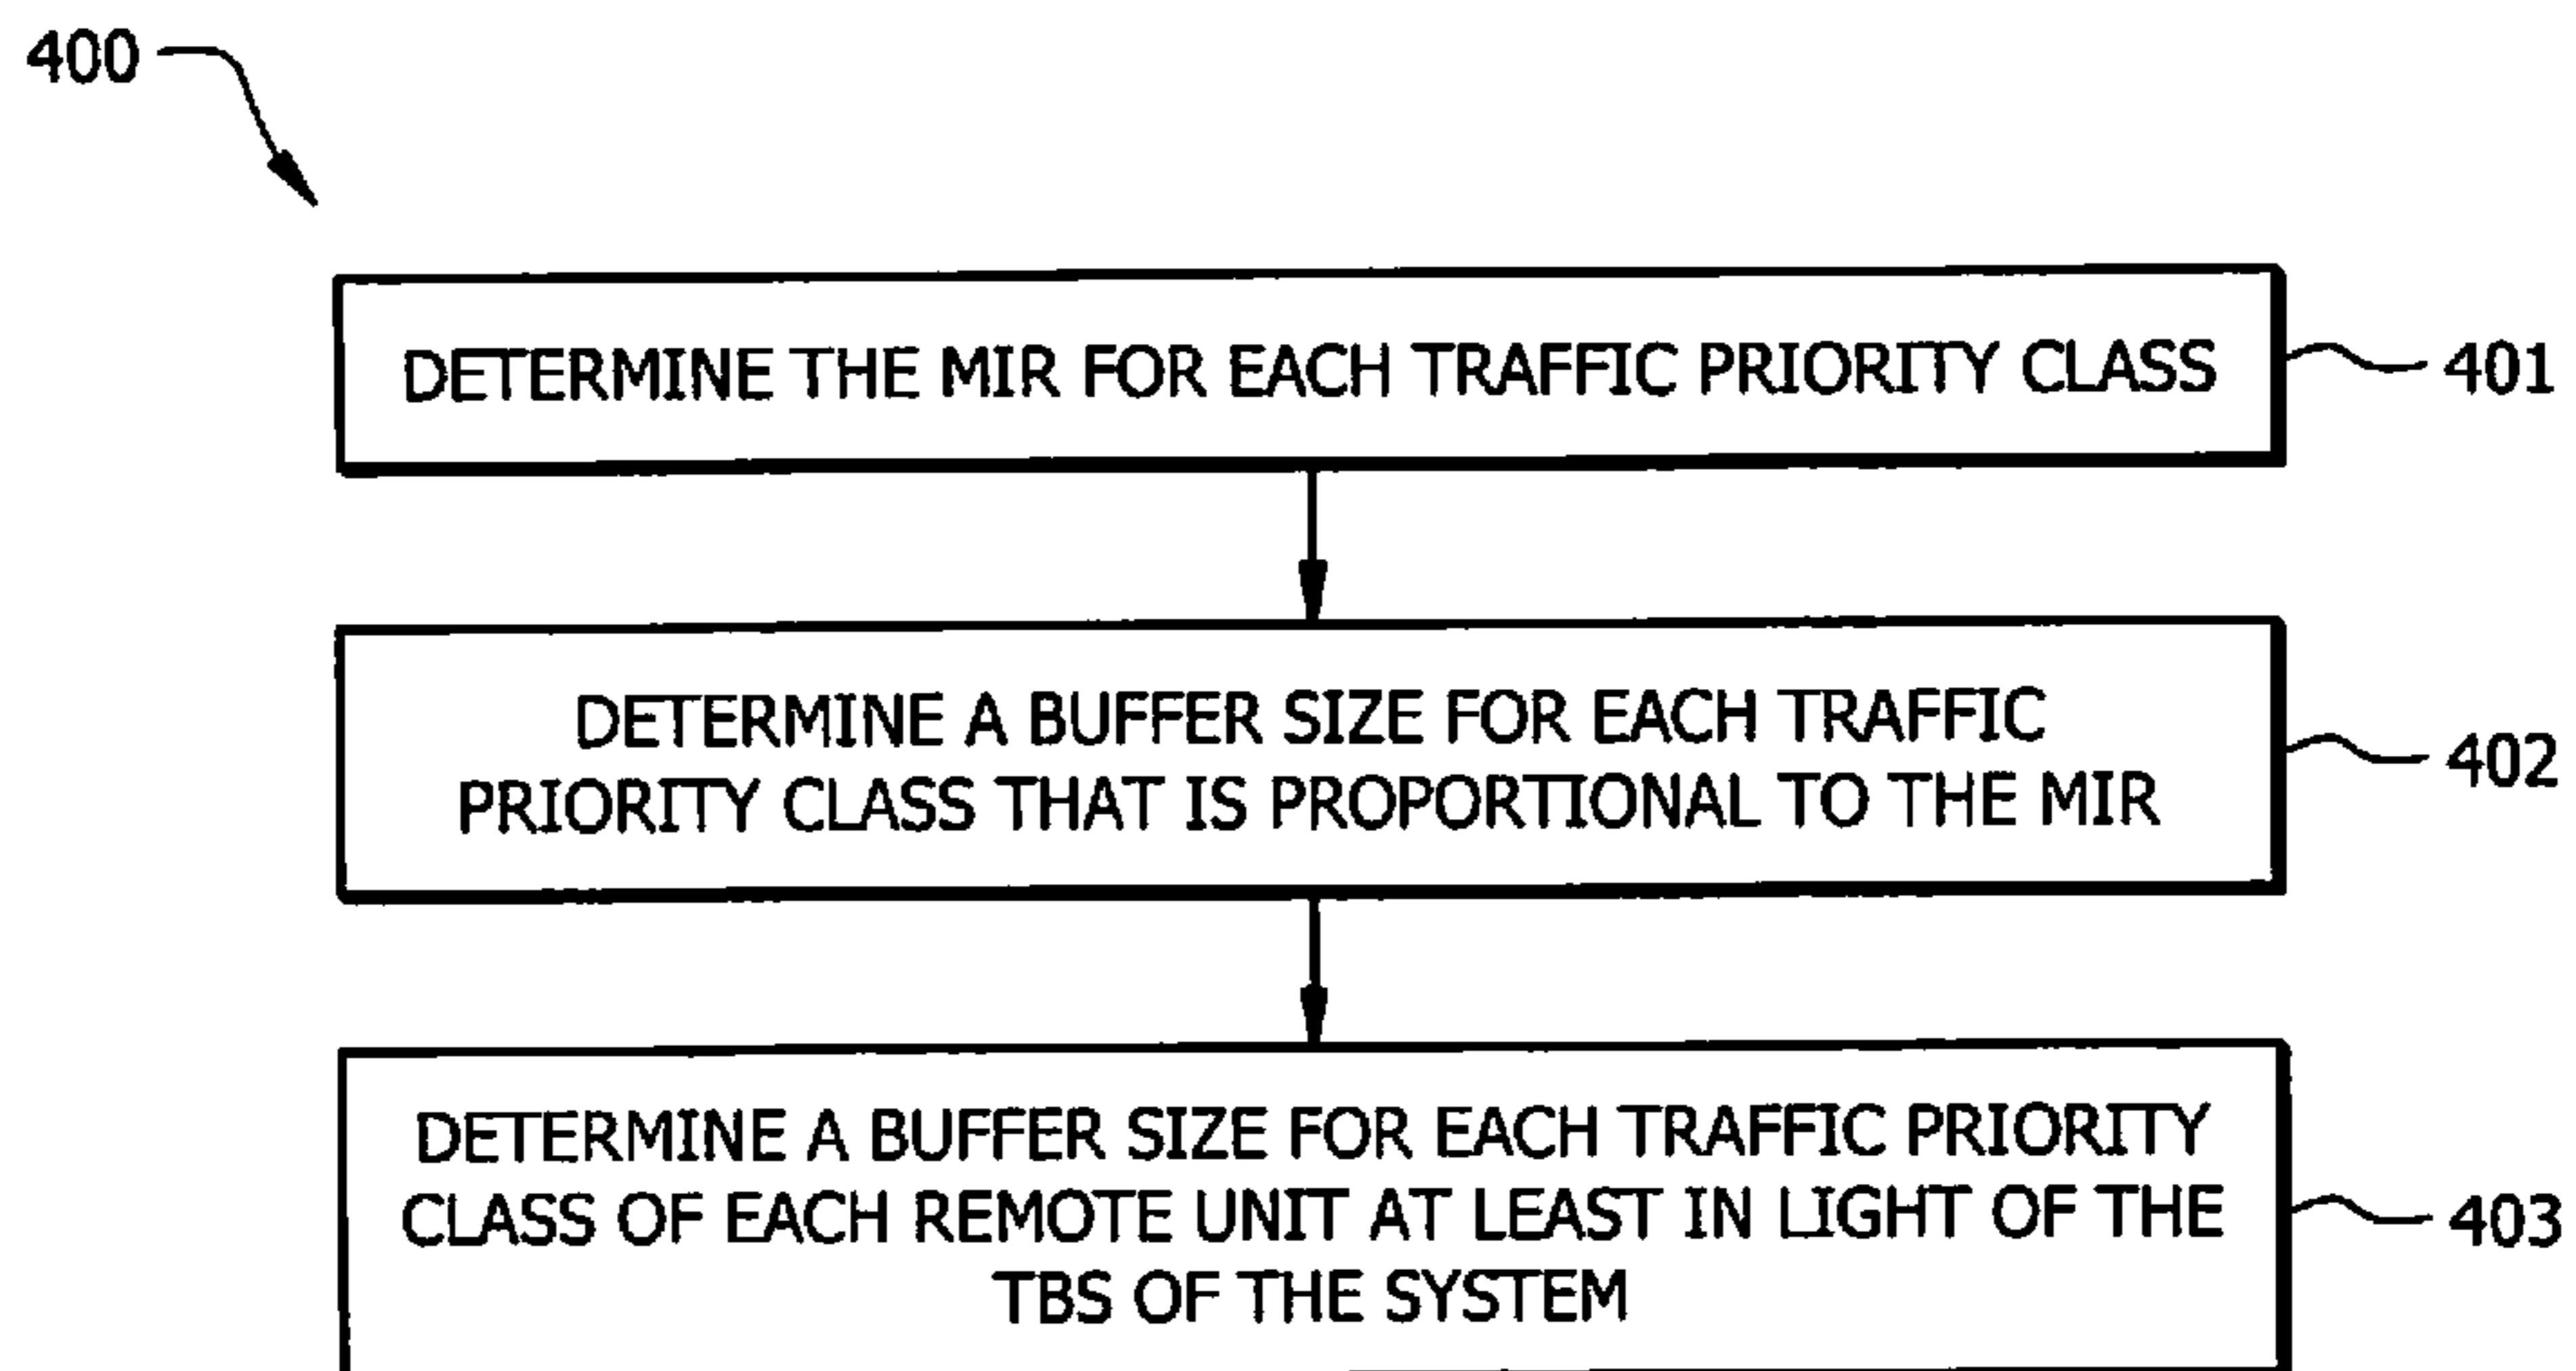 400
DETERMINE THE MIR FOR EACH TRAFFIC PRIORITY CLASS
401
DETERMINE A BUFFER SIZE FOR EACH TRAFFIC
PRIORITY CLASS THAT IS PROPORTIONAL TO THE MIR
402
DETERMINE A BUFFER SIZE FOR EACH TRAFFIC PRIORITY
CLASS OF EACH REMOTE UNIT AT LEAST IN LIGHT OF THE
TBS OF THE SYSTEM
403